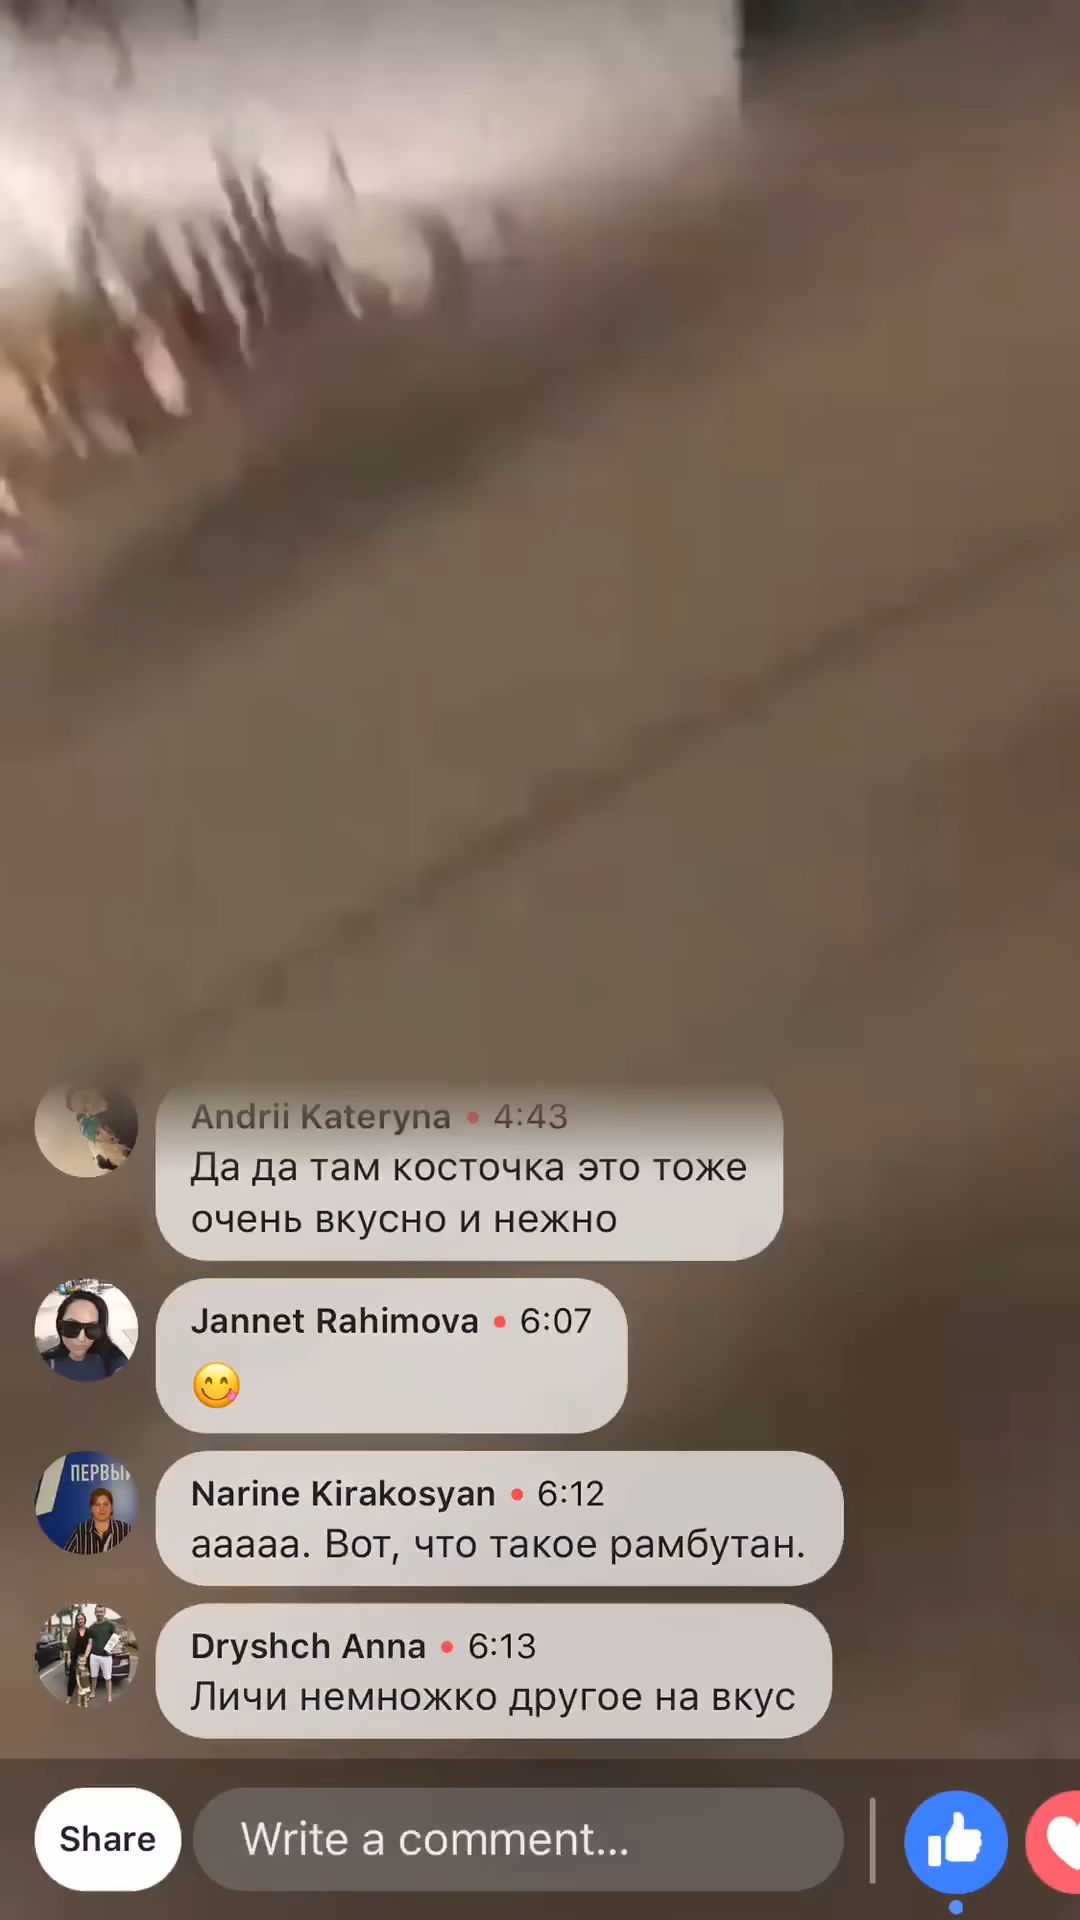 Andrii Kateryna • 4:43
Да да там косточка это тоже
очень вкусно и нежно
Jannet Rahimova • 6:07
😋
ПЕРВЫЙ
Narine Kirakosyan • 6:12
ааааа. Вот, что такое рамбутан.
Dryshch Anna • 6:13
Личи немножко другое на вкус
Share
Write a comment...